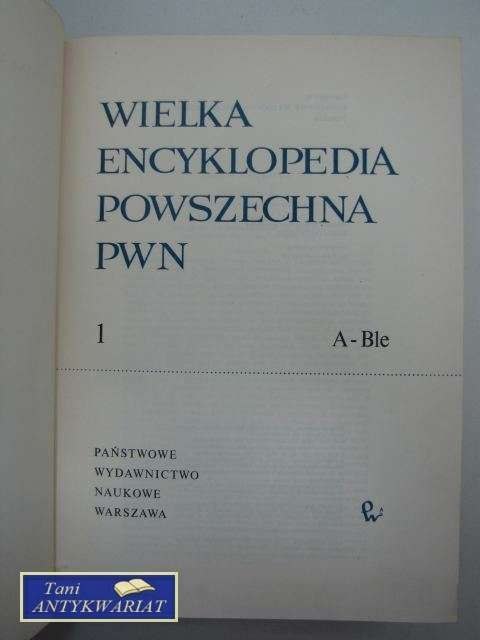 WIELKA
ENCYKLOPEDIA
POWSZECHNA
PWN
1 A-Ble
PAŃSTWOWE
WYDAWNICTWO
NAUKOWE
WARSZAWA
Tani
ANTYKWARIAT